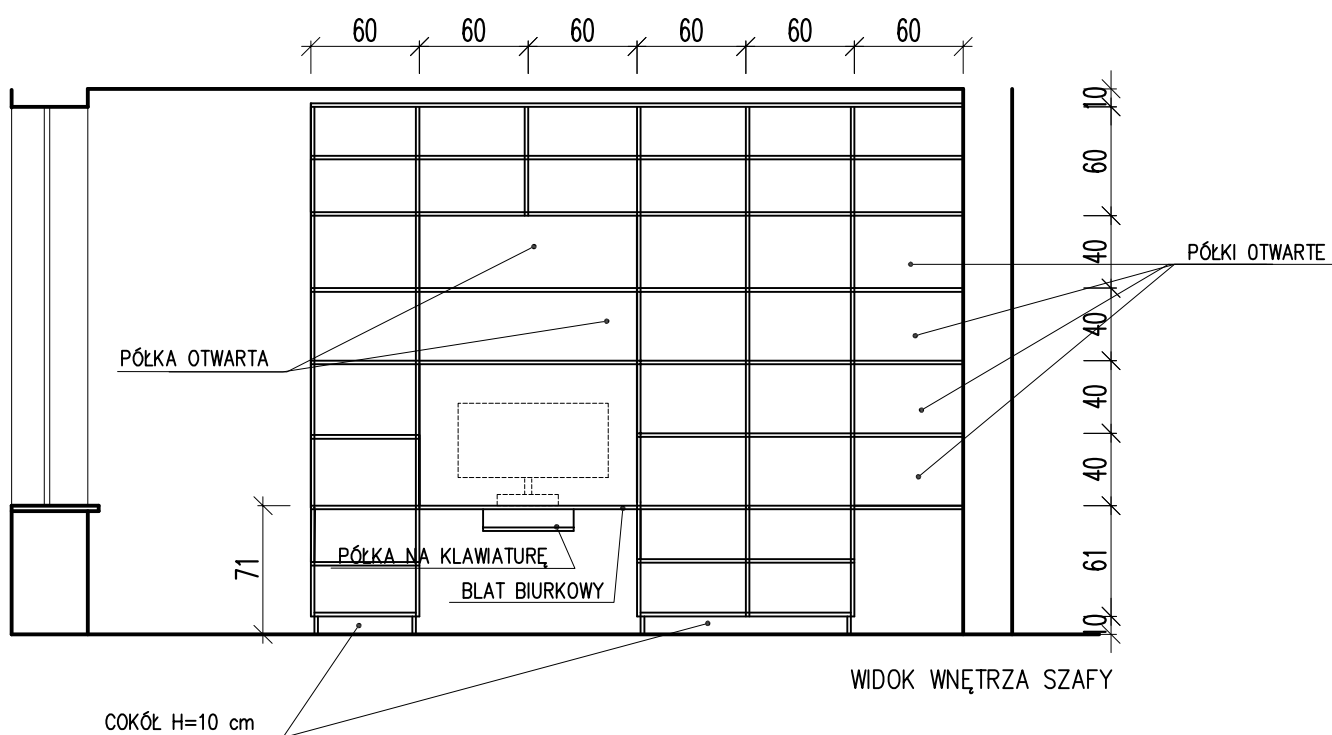 60 60 60 60 60 60
10
60
40
PÓŁKI OTWARTE
40
PÓŁKA OTWARTA
40
40
71
PÓŁKA NA KLAWIATURĘ
61
BLAT BIURKOWY
10
WIDOK WNĘTRZA SZAFY
COKÓŁ H=10 cm